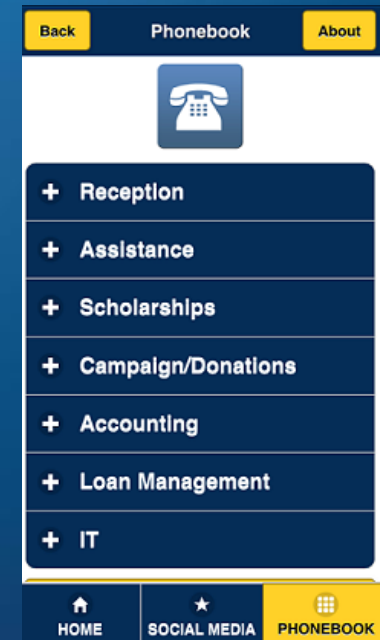 Back Phonebook About
+ Reception
+ Assistance
+ Scholarships
+ Campaign/Donations
+ Accounting
+ Loan Management
+ IT
HOME SOCIAL MEDIA PHONEBOOK